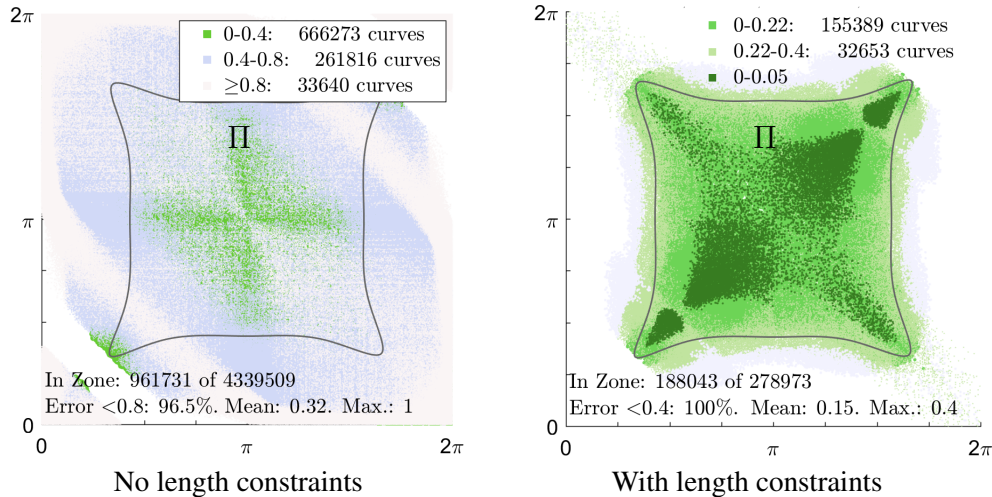 2π
0-0.4: 666273 curves
0.4-0.8: 261816 curves
≥0.8: 33640 curves
Π
π
In Zone: 961731 of 4339509
Error <0.8: 96.5%. Mean: 0.32. Max.: 1
0
0 π 2π
No length constraints
2π
0-0.22: 155389 curves
0.22-0.4: 32653 curves
0-0.05
Π
π
In Zone: 188043 of 278973
Error <0.4: 100%. Mean: 0.15. Max.: 0.4
0
0 π 2π
With length constraints